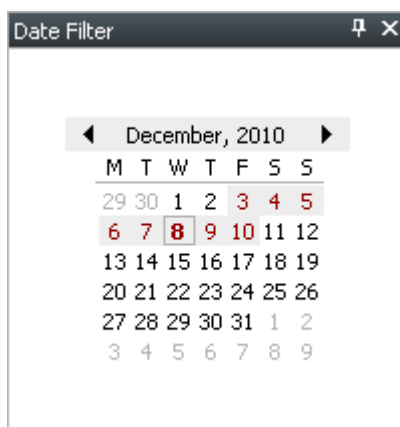 Date Filter
December, 2010
M T W T F S S
29 30 1 2 3 4 5
6 7 8 9 10 11 12
13 14 15 16 17 18 19
20 21 22 23 24 25 26
27 28 29 30 31 1 2
3 4 5 6 7 8 9